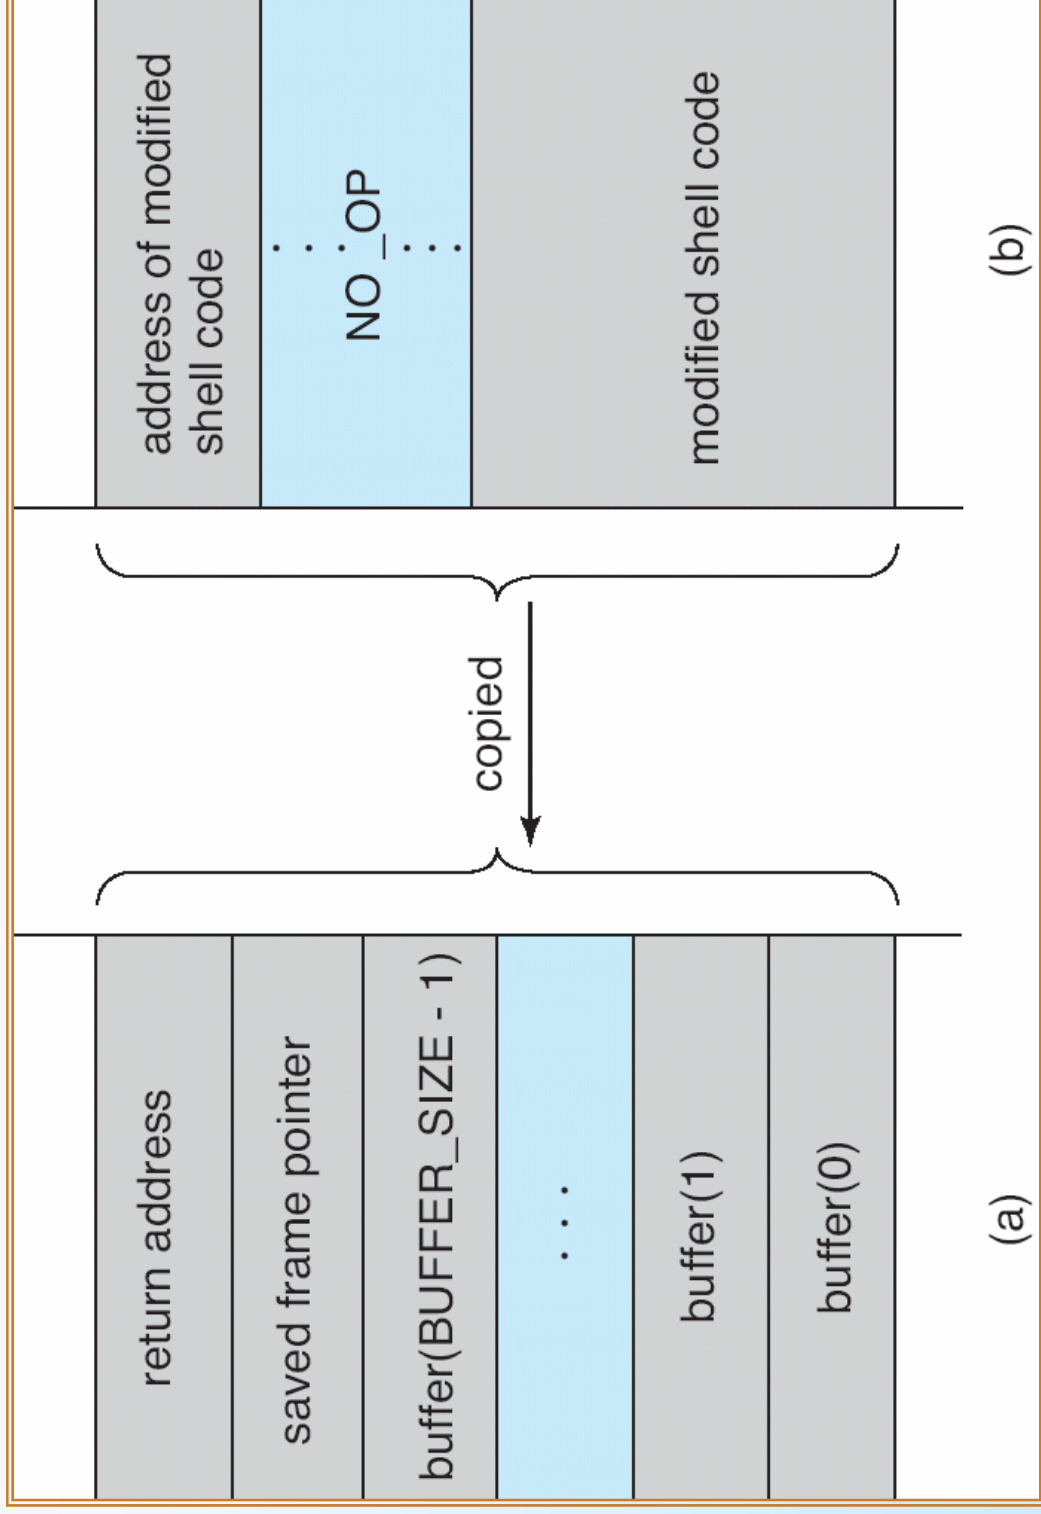 return address
saved frame pointer
buffer(BUFFER_SIZE - 1)
. . .
buffer(1)
buffer(0)
(a)
copied
address of modified
shell code
. . .
NO_OP
. . .
modified shell code
(b)